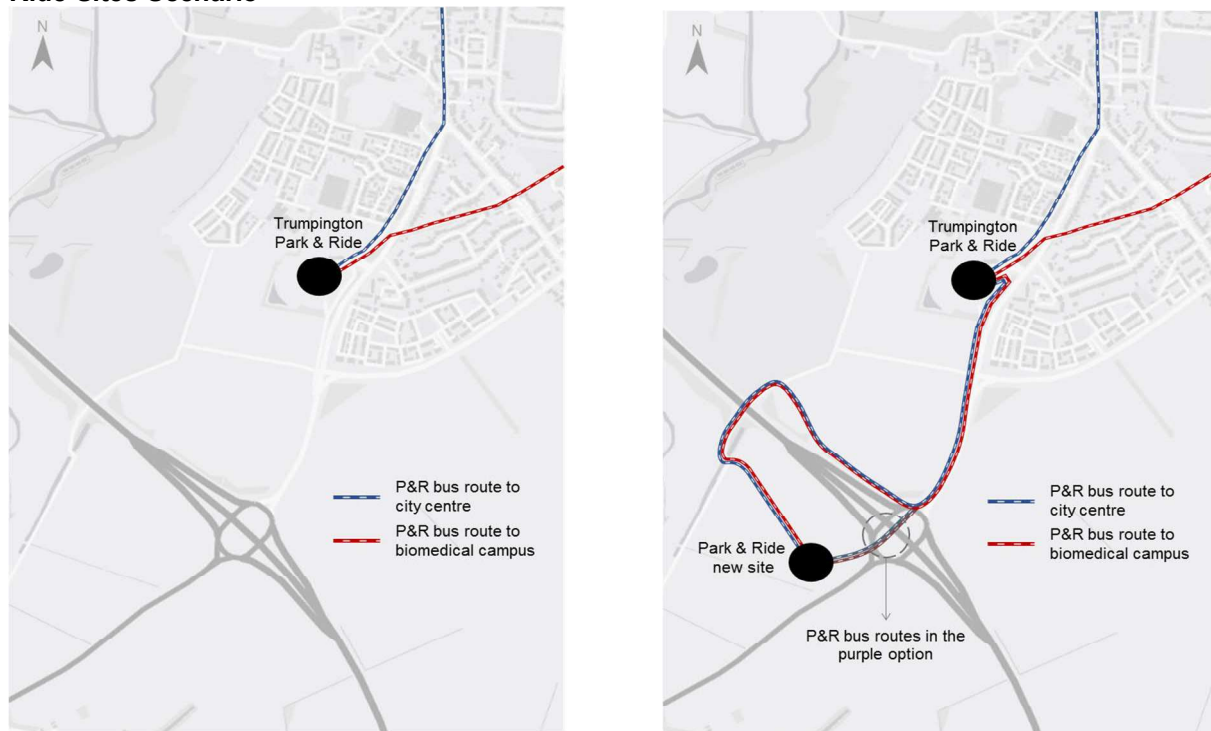 Ride Sites Scenario
N
Trumpington
Park & Ride
P&R bus route to
city centre
P&R bus route to
biomedical campus
N
Trumpington
Park & Ride
P&R bus route to
city centre
P&R bus route to
biomedical campus
Park & Ride
new site
P&R bus routes in the
purple option